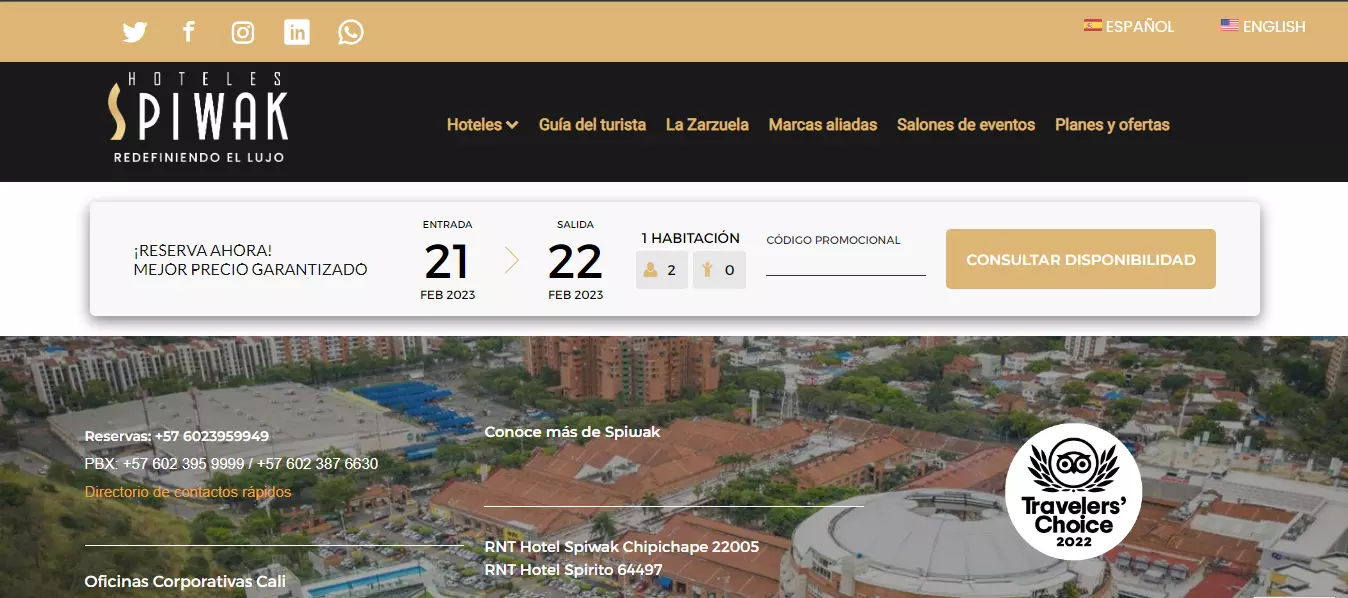 ESPAÑOL
ENGLISH
HOTELES
SPIWAK
REDEFINIENDO EL LUJO
Hoteles
Guía del turista
La Zarzuela
Marcas aliadas
Salones de eventos
Planes y ofertas
¡RESERVA AHORA!
MEJOR PRECIO GARANTIZADO
ENTRADA
21
FEB 2023
SALIDA
22
FEB 2023
1 HABITACIÓN
2
0
CÓDIGO PROMOCIONAL
CONSULTAR DISPONIBILIDAD
Reservas: +57 6023959949
PBX: +57 602 395 9999 / +57 602 387 6630
Directorio de contactos rápidos
Oficinas Corporativas Cali
Conoce más de Spiwak
RNT Hotel Spiwak Chipichape 22005
RNT Hotel Spirito 64497
Travelers'
Choice
2022